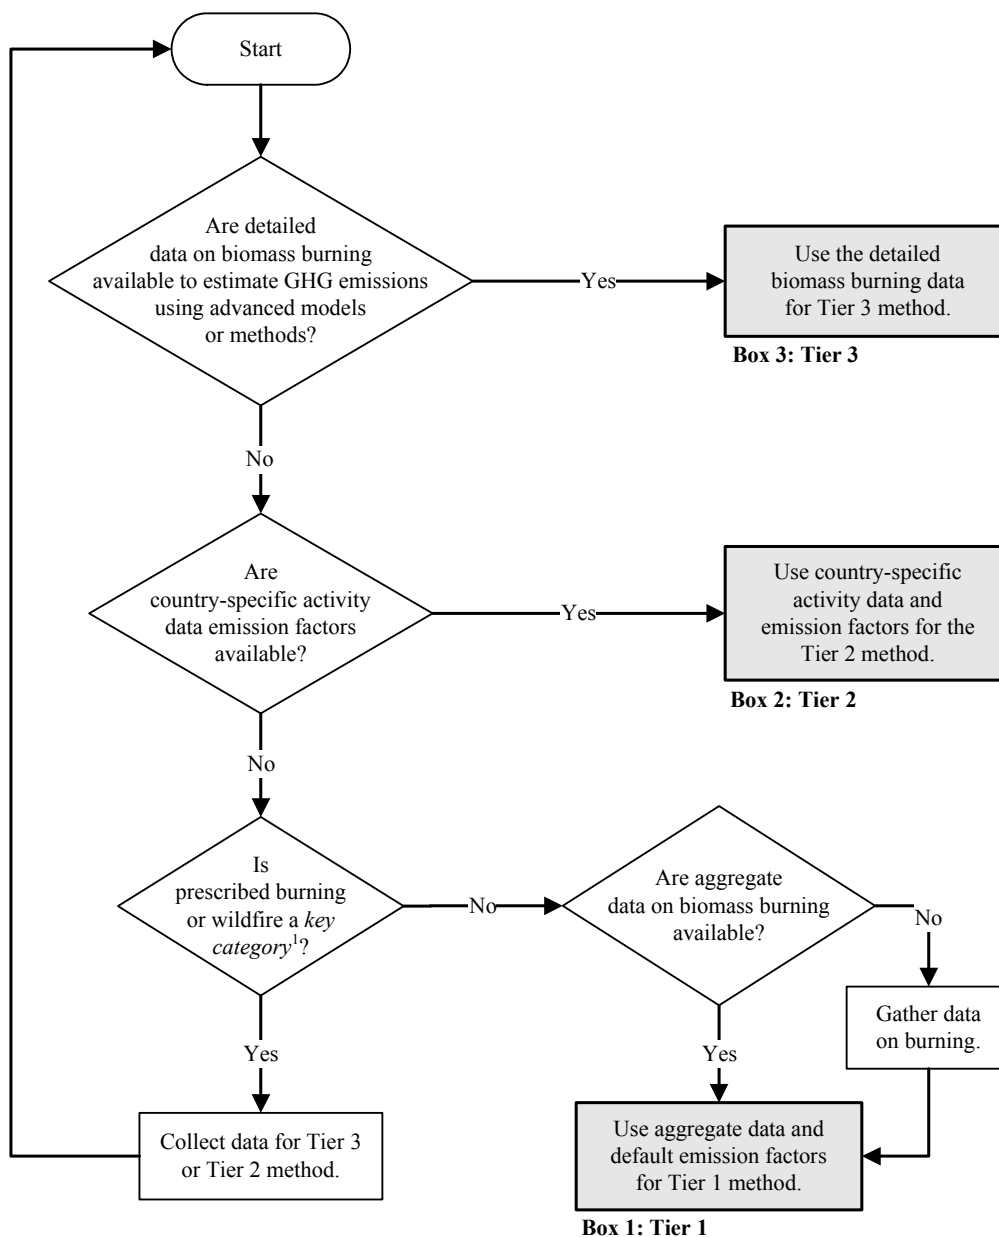 Start
Are detailed
data on biomass burning
available to estimate GHG emissions
using advanced models
or methods?
Yes
Use the detailed
biomass burning data
for Tier 3 method.
Box 3: Tier 3
No
Are
country-specific activity
data emission factors
available?
Yes
Use country-specific
activity data and
emission factors for the
Tier 2 method.
Box 2: Tier 2
No
Is
prescribed burning
or wildfire a key
category¹?
No
Are aggregate
data on biomass burning
available?
No
Gather data
on burning.
Yes
Yes
Collect data for Tier 3
or Tier 2 method.
Use aggregate data and
default emission factors
for Tier 1 method.
Box 1: Tier 1